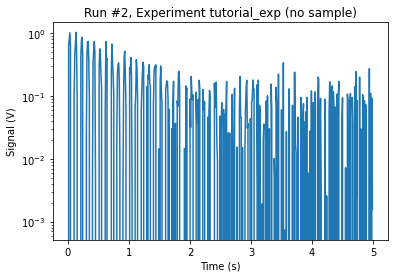 Run #2, Experiment tutorial_exp (no sample)
Signal (V)
10⁰
10⁻¹
10⁻²
10⁻³
0 1 2 3 4 5
Time (s)